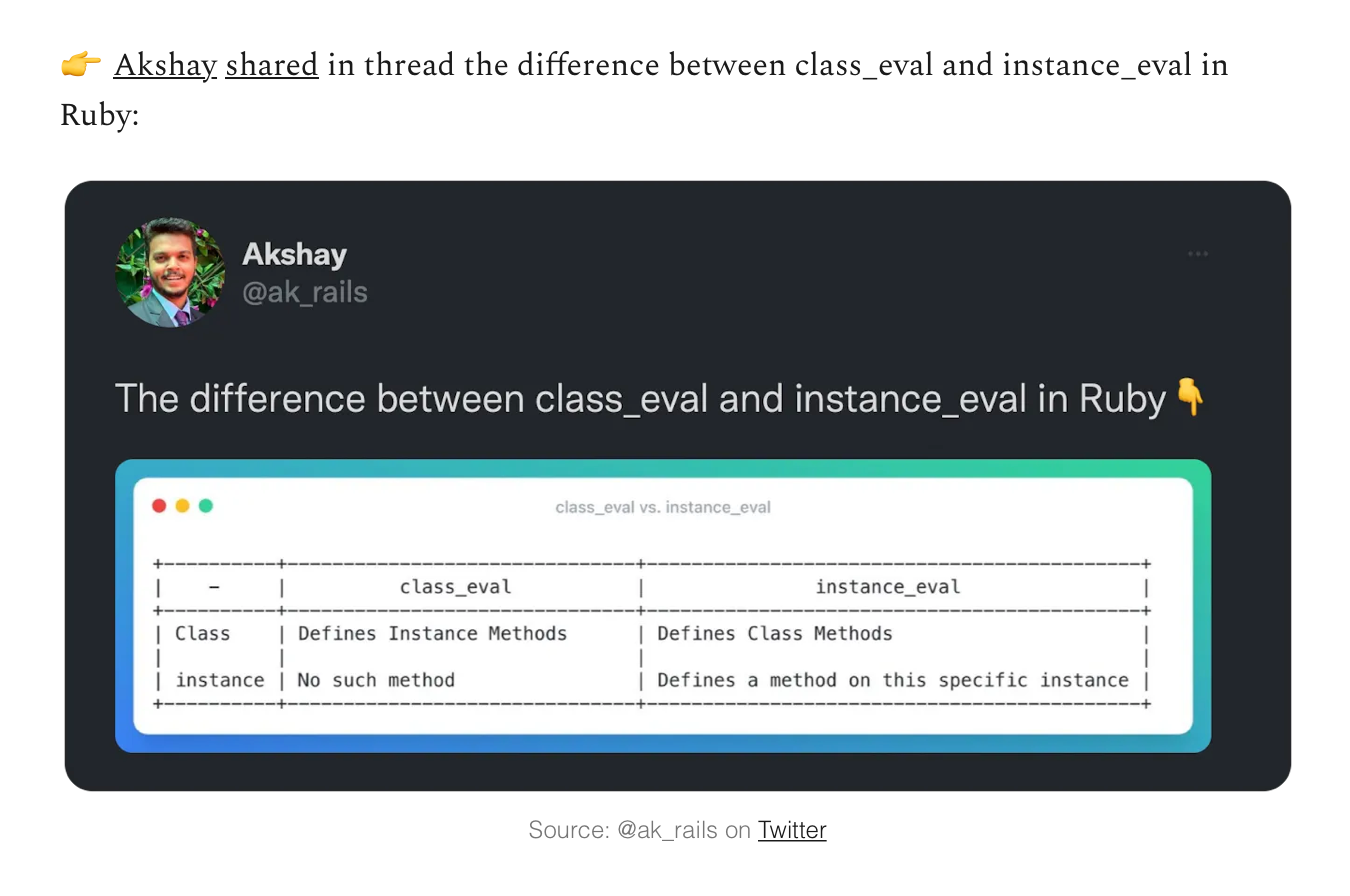 👉 Akshay shared in thread the difference between class_eval and instance_eval in
Ruby:
Akshay
@ak_rails
...
The difference between class_eval and instance_eval in Ruby 👇
class_eval vs. instance_eval
+----------+-------------------------------+--------------------------------------------+
| – | class_eval | instance_eval |
+----------+-------------------------------+--------------------------------------------+
| Class | Defines Instance Methods | Defines Class Methods |
| | | |
| instance | No such method | Defines a method on this specific instance |
+----------+-------------------------------+--------------------------------------------+
Source: @ak_rails on Twitter